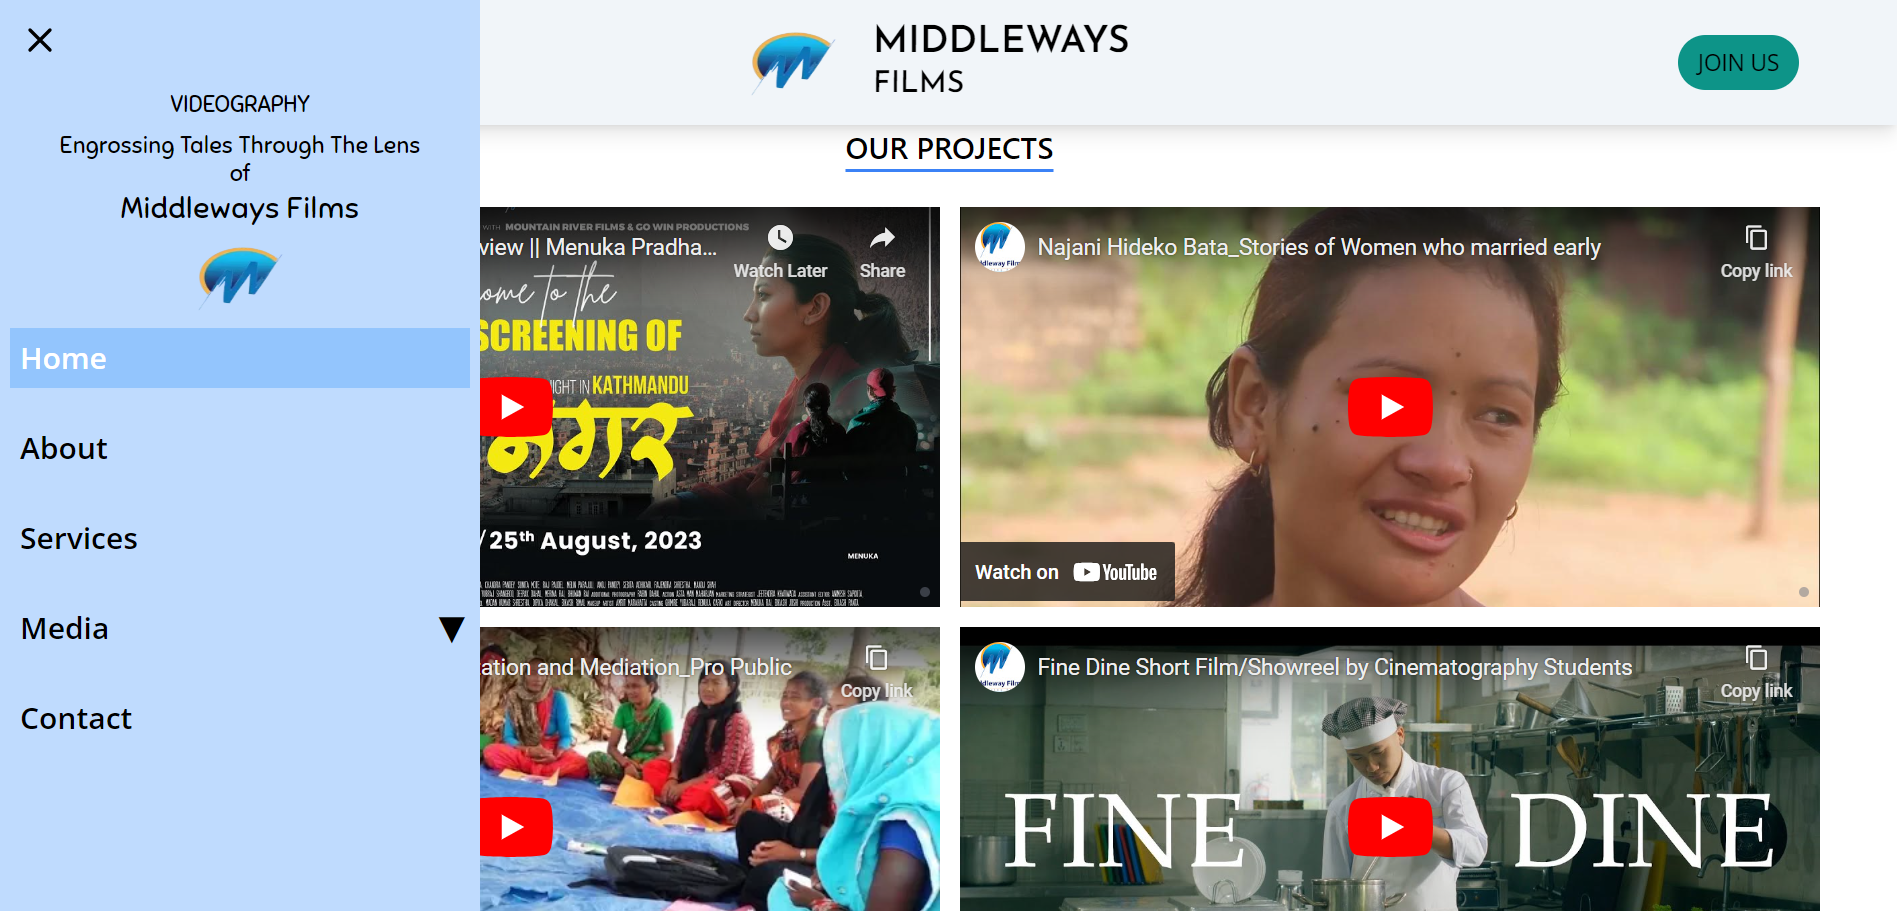 VIDEOGRAPHY
Engrossing Tales Through The Lens
of
Middleways Films
Home
About
Services
Media
Contact
MIDDLEWAYS
FILMS
JOIN US
OUR PROJECTS
WITH MOUNTAIN RIVER FILMS & GO WIN PRODUCTIONS
view || Menuka Pradha...
Watch Later
Share
ome to the
SCREENING OF
IGHT IN KATHMANDU
नगर
/25th August, 2023
MENUKA
Najani Hideko Bata_Stories of Women who married early
Copy link
Watch on YouTube
ation and Mediation_Pro Public
Copy link
Fine Dine Short Film/Showreel by Cinematography Students
Copy link
FINE DINE